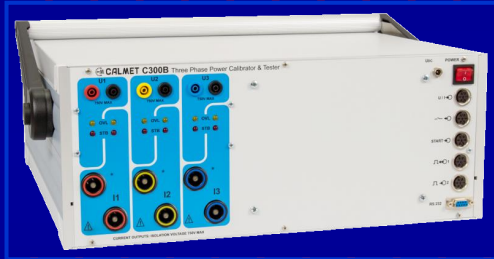 CALMET C300B Three Phase Power Calibrator & Tester
U1 U2 U3
OVL OVL OVL
STB STB STB
I1 I2 I3
CURRENT OUTPUTS: ISOLATION VOLTAGE 750V MAX
POWER
START
RS-232